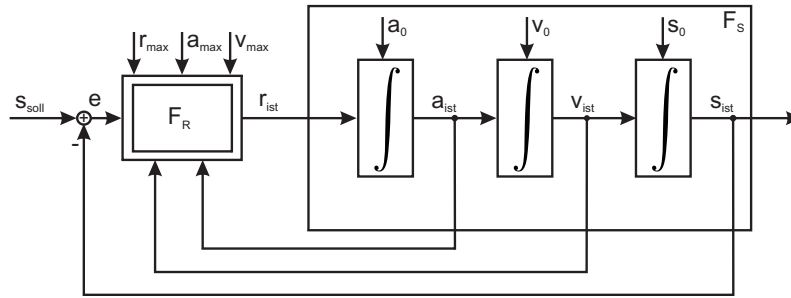 F_S
r_max a_max v_max
a_0 v_0 s_0
s_soll e F_R r_ist ∫ a_ist ∫ v_ist ∫ s_ist
+
-